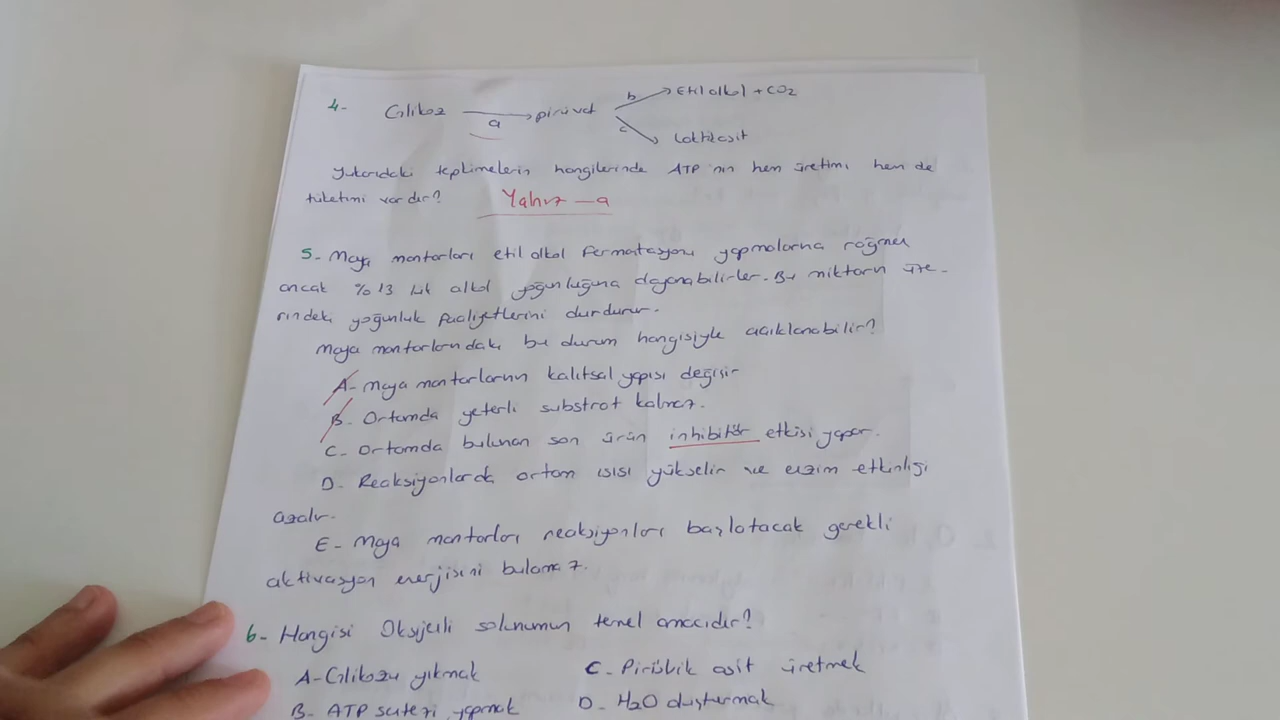 4- Glikoz a pirüvat b Etil alkol + CO2
c Laktikasit
Yukarıdaki tepkimelerin hangilerinde ATP'nin hem üretimi hem de
tüketimi vardır? Yalnız - a
5- Maya mantarları etil alkol fermatasyonu yapmalarına rağmen
ancak %13 lük alkol yoğunluğuna dayanabilirler. Bu miktarın üze-
rindeki yoğunluk faaliyetlerini durdurur.
Maya mantarlarındaki bu durum hangisiyle açıklanabilir?
A- Maya mantarlarının kalıtsal yapısı değişir
B- Ortamda yeterli substrat kalmaz.
C- Ortamda bulunan son ürün inhibitör etkisi yapar.
D- Reaksiyonlarda ortam ısısı yükselir ve enzim etkinliği
azalır.
E- Maya mantarları reaksiyonları başlatacak gerekli
aktivasyon enerjisini bulamaz.
6- Hangisi Oksijenli solunumun temel amacıdır?
A- Glikozu yıkmak C- Pirüvik asit üretmek
B- ATP sentezi yapmak D- H2O oluşturmak